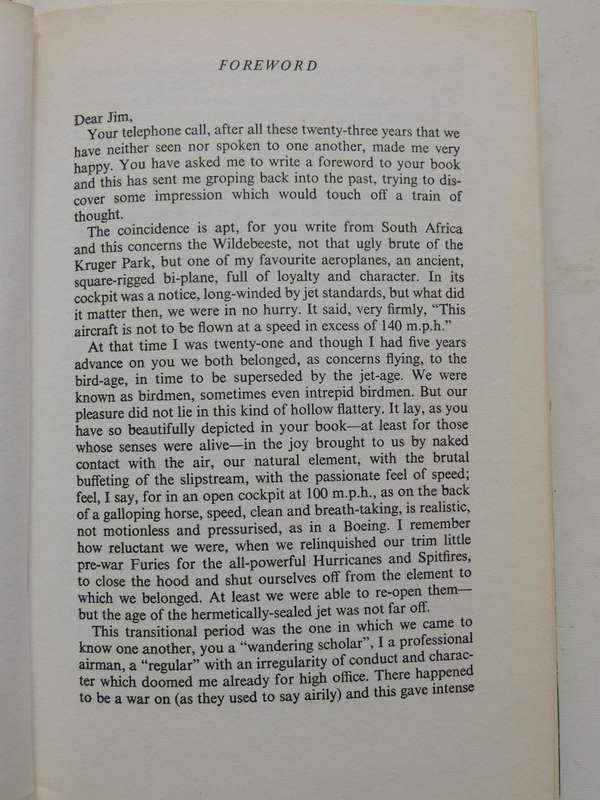 FOREWORD
Dear Jim,
Your telephone call, after all these twenty-three years that we
have neither seen nor spoken to one another, made me very
happy. You have asked me to write a foreword to your book
and this has sent me groping back into the past, trying to dis-
cover some impression which would touch off a train of
thought.
The coincidence is apt, for you write from South Africa
and this concerns the Wildebeeste, not that ugly brute of the
Kruger Park, but one of my favourite aeroplanes, an ancient,
square-rigged bi-plane, full of loyalty and character. In its
cockpit was a notice, long-winded by jet standards, but what did
it matter then, we were in no hurry. It said, very firmly, “This
aircraft is not to be flown at a speed in excess of 140 m.p.h.”
At that time I was twenty-one and though I had five years
advance on you we both belonged, as concerns flying, to the
bird-age, in time to be superseded by the jet-age. We were
known as birdmen, sometimes even intrepid birdmen. But our
pleasure did not lie in this kind of hollow flattery. It lay, as you
have so beautifully depicted in your book—at least for those
whose senses were alive—in the joy brought to us by naked
contact with the air, our natural element, with the brutal
buffeting of the slipstream, with the passionate feel of speed;
feel, I say, for in an open cockpit at 100 m.p.h., as on the back
of a galloping horse, speed, clean and breath-taking, is realistic,
not motionless and pressurised, as in a Boeing. I remember
how reluctant we were, when we relinquished our trim little
pre-war Furies for the all-powerful Hurricanes and Spitfires,
to close the hood and shut ourselves off from the element to
which we belonged. At least we were able to re-open them—
but the age of the hermetically-sealed jet was not far off.
This transitional period was the one in which we came to
know one another, you a “wandering scholar”, I a professional
airman, a “regular” with an irregularity of conduct and charac-
ter which doomed me already for high office. There happened
to be a war on (as they used to say airily) and this gave intense